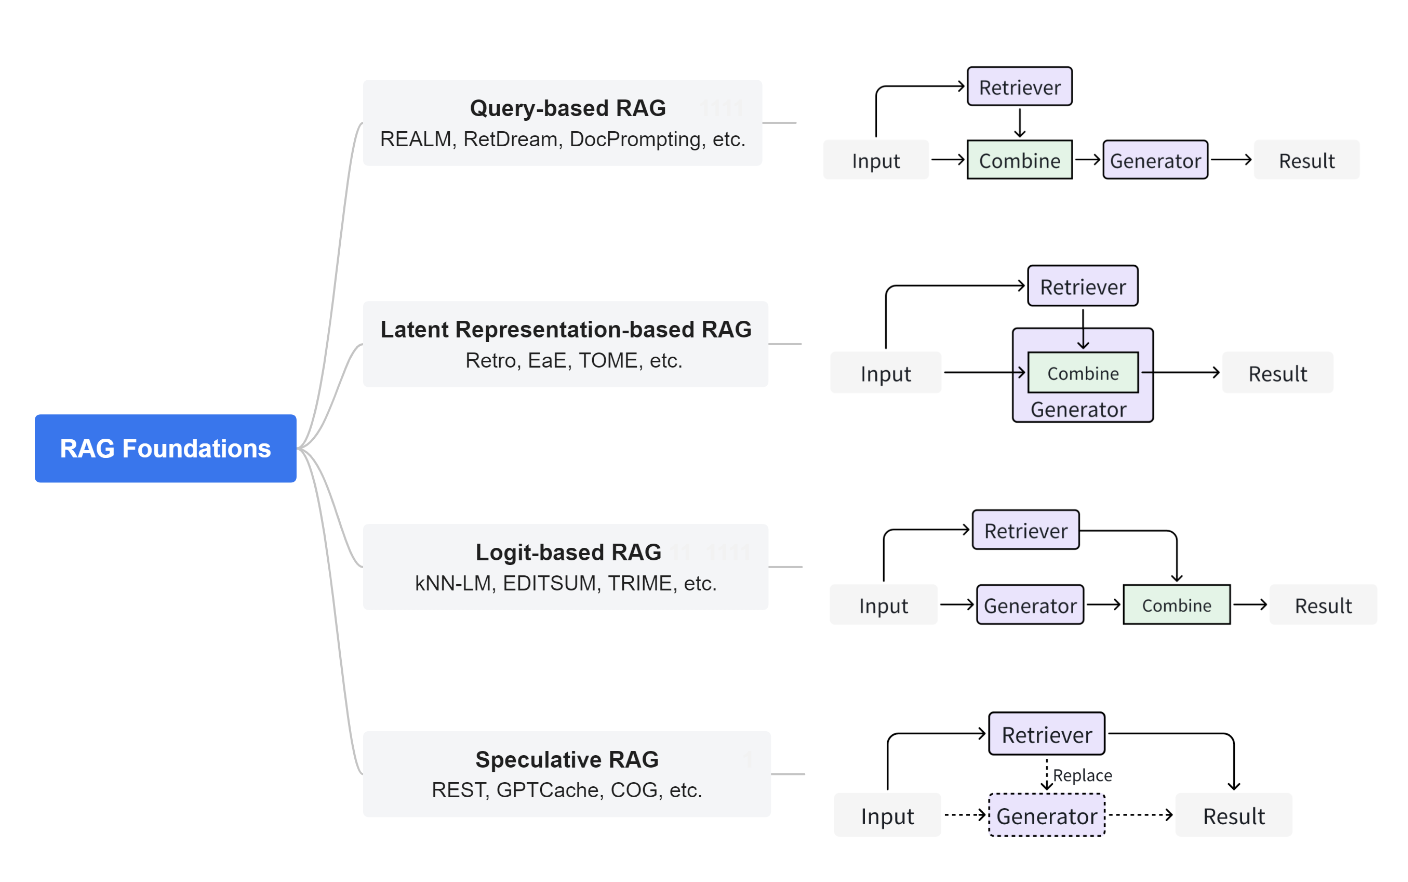 RAG Foundations
Query-based RAG
REALM, RetDream, DocPrompting, etc.
Retriever
Input
Combine
Generator
Result
Latent Representation-based RAG
Retro, EaE, TOME, etc.
Retriever
Input
Combine
Generator
Result
Logit-based RAG
kNN-LM, EDITSUM, TRIME, etc.
Retriever
Input
Generator
Combine
Result
Speculative RAG
REST, GPTCache, COG, etc.
Retriever
Replace
Input
Generator
Result